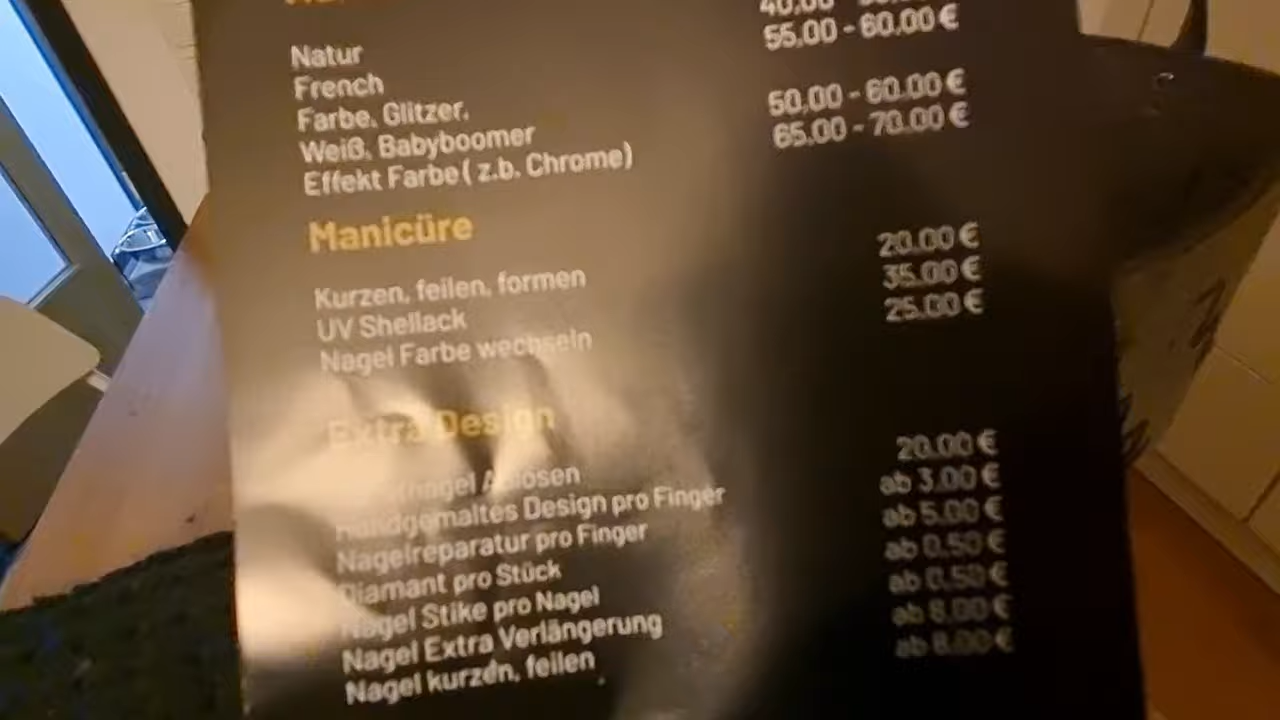 Natur
French 55.00 - 60.00 €
Farbe, Glitzer,
Weiß, Babyboomer 50,00 - 60.00 €
Effekt Farbe ( z.b. Chrome) 65.00 - 70.00 €
Manicüre
Kurzen, feilen, formen 20.00 €
UV Shellack 35.00 €
Nagel Farbe wechseln 25.00 €
Extra Design
20.00 €
Handgemaltes Design pro Finger ab 3.00 €
Nagelreparatur pro Finger ab 5.00 €
Diamant pro Stück ab 0.50 €
Nagel Stike pro Nagel ab 0.50 €
Nagel Extra Verlängerung ab 8.00 €
Nagel kurzen, feilen ab 8.00 €